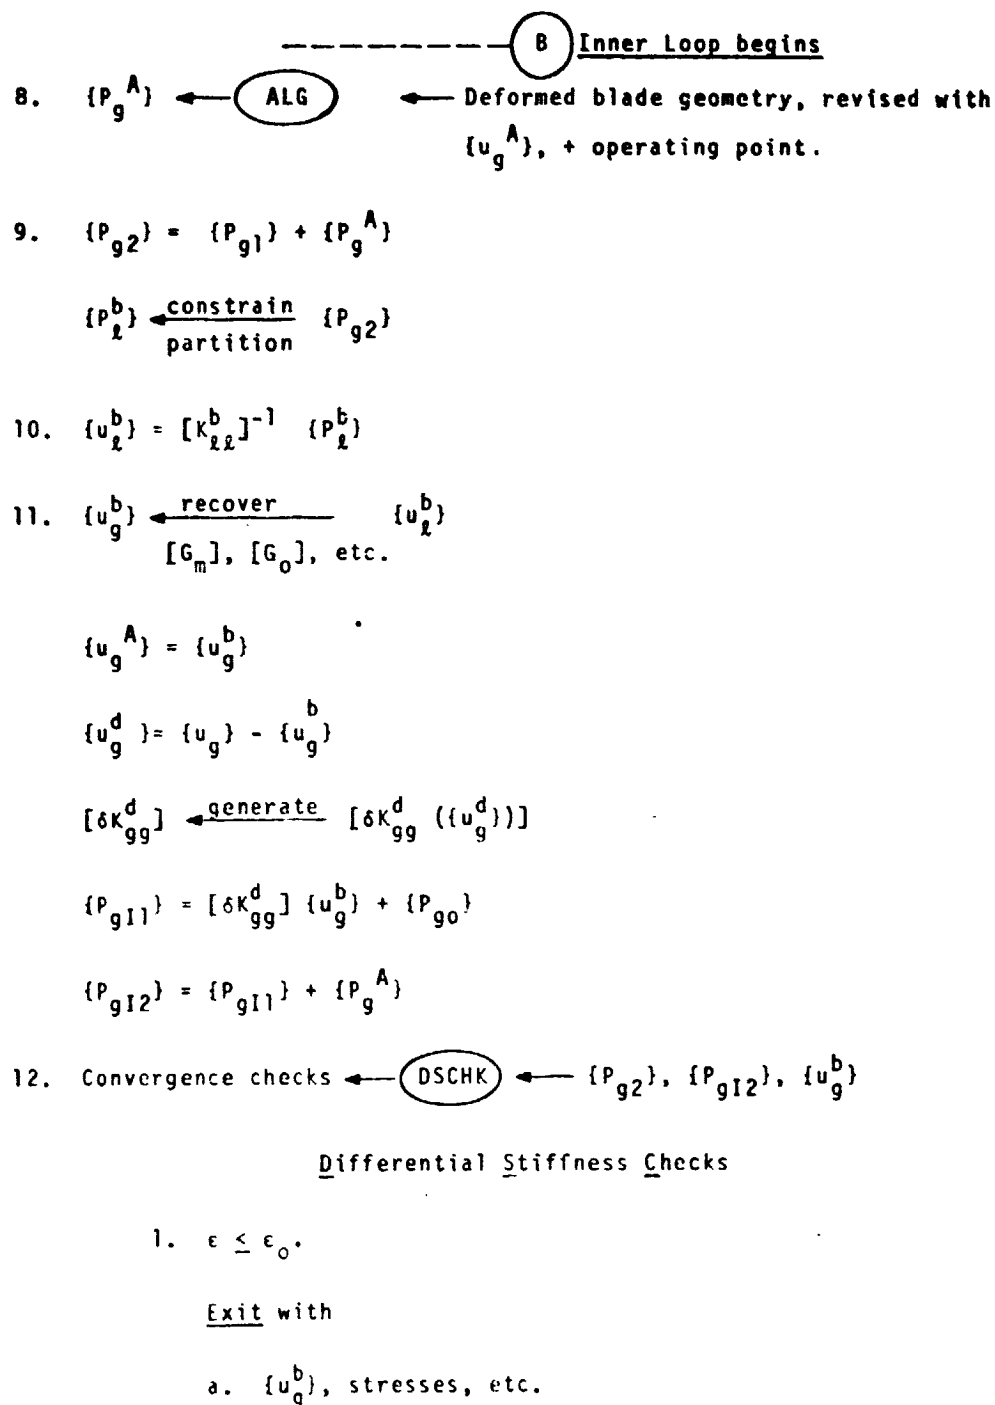 B Inner Loop begins
8. {P_g^A} ← ALG ← Deformed blade geometry, revised with
{u_g^A}, + operating point.
9. {P_g2} = {P_g1} + {P_g^A}
{P_ℓ^b} ← constrain partition {P_g2}
10. {u_ℓ^b} = [K_ℓℓ^b]^-1 {P_ℓ^b}
11. {u_g^b} ← recover {u_ℓ^b}
[G_m], [G_o], etc.
{u_g^A} = {u_g^b}
{u_g^d} = {u_g} - {u_g^b}
[δK_gg^d] ← generate [δK_gg^d ({u_g^d})]
{P_gI1} = [δK_gg^d] {u_g^b} + {P_go}
{P_gI2} = {P_gI1} + {P_g^A}
12. Convergence checks ← DSCHK ← {P_g2}, {P_gI2}, {u_g^b}
Differential Stiffness Checks
1. ε ≤ ε_o.
Exit with
a. {u_g^b}, stresses, etc.